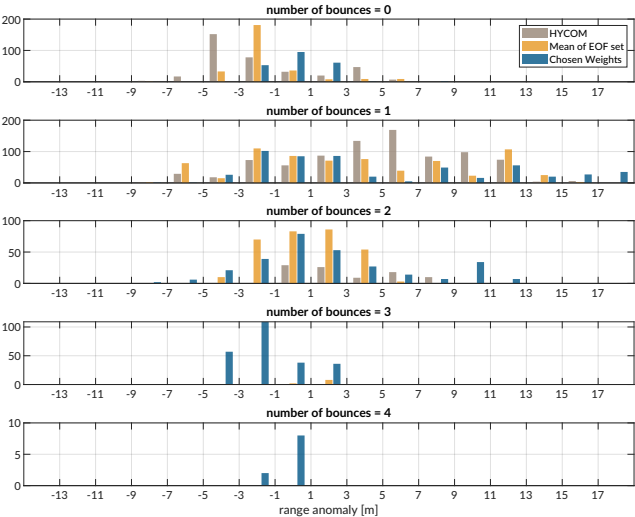 number of bounces = 0
200
100
0
HYCOM
Mean of EOF set
Chosen Weights
-13 -11 -9 -7 -5 -3 -1 1 3 5 7 9 11 13 15 17
number of bounces = 1
200
100
0
-13 -11 -9 -7 -5 -3 -1 1 3 5 7 9 11 13 15 17
number of bounces = 2
100
50
0
-13 -11 -9 -7 -5 -3 -1 1 3 5 7 9 11 13 15 17
number of bounces = 3
100
50
0
-13 -11 -9 -7 -5 -3 -1 1 3 5 7 9 11 13 15 17
number of bounces = 4
10
5
0
-13 -11 -9 -7 -5 -3 -1 1 3 5 7 9 11 13 15 17
range anomaly [m]